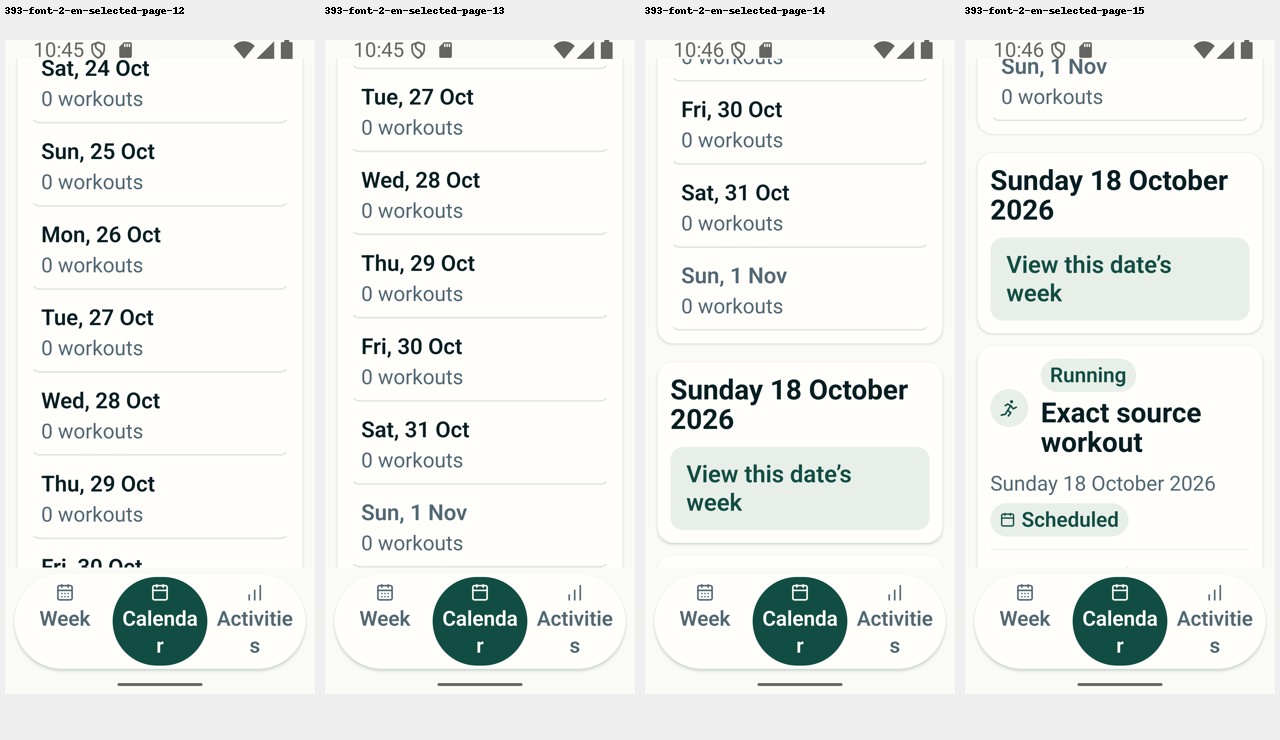 393-font-2-en-selected-page-12
10:45
Sat, 24 Oct
0 workouts
Sun, 25 Oct
0 workouts
Mon, 26 Oct
0 workouts
Tue, 27 Oct
0 workouts
Wed, 28 Oct
0 workouts
Thu, 29 Oct
0 workouts
Fri, 30 Oct
Week
Calenda
r
Activitie
s
393-font-2-en-selected-page-13
10:45
Tue, 27 Oct
0 workouts
Wed, 28 Oct
0 workouts
Thu, 29 Oct
0 workouts
Fri, 30 Oct
0 workouts
Sat, 31 Oct
0 workouts
Sun, 1 Nov
0 workouts
Week
Calenda
r
Activitie
s
393-font-2-en-selected-page-14
10:46
0 workouts
Fri, 30 Oct
0 workouts
Sat, 31 Oct
0 workouts
Sun, 1 Nov
0 workouts
Sunday 18 October
2026
View this date’s
week
Week
Calenda
r
Activitie
s
393-font-2-en-selected-page-15
10:46
Sun, 1 Nov
0 workouts
Sunday 18 October
2026
View this date’s
week
Running
Exact source
workout
Sunday 18 October 2026
Scheduled
Week
Calenda
r
Activitie
s